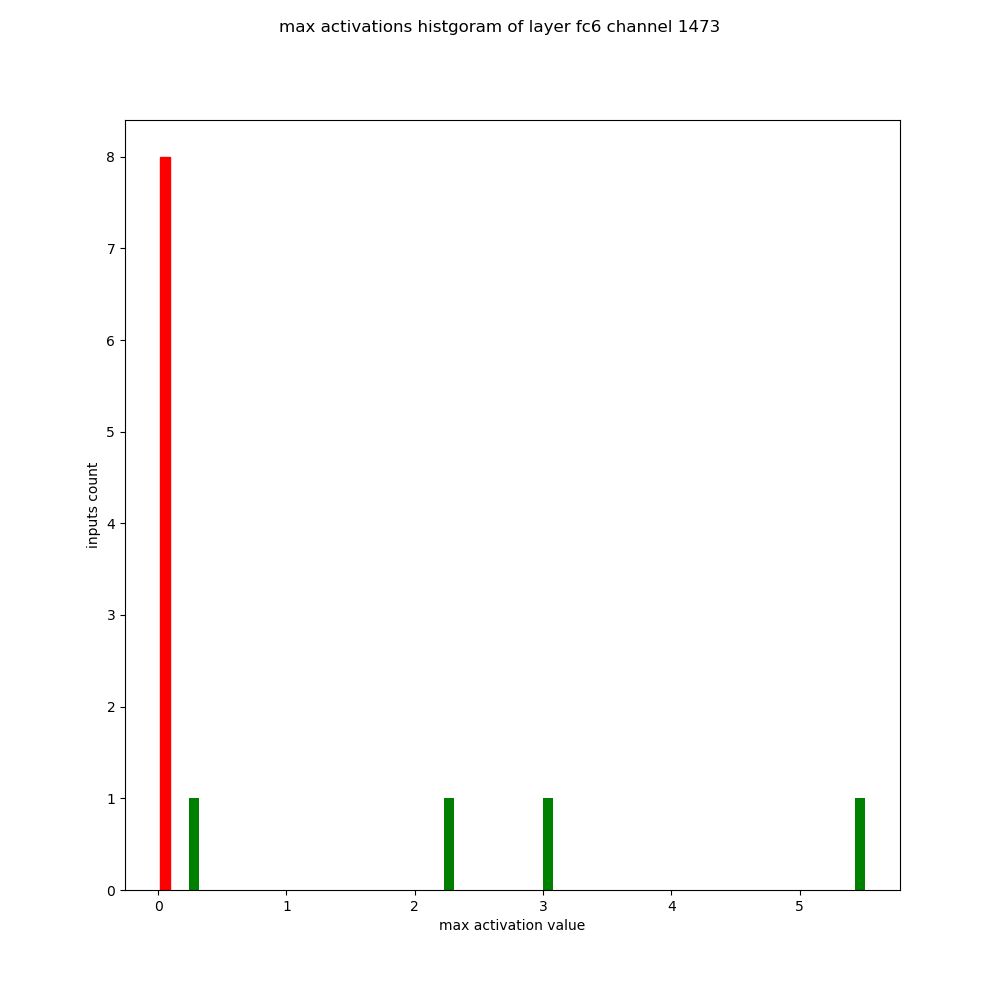 max activations histgoram of layer fc6 channel 1473
8
7
6
5
4
3
2
1
0
inputs count
0 1 2 3 4 5
max activation value